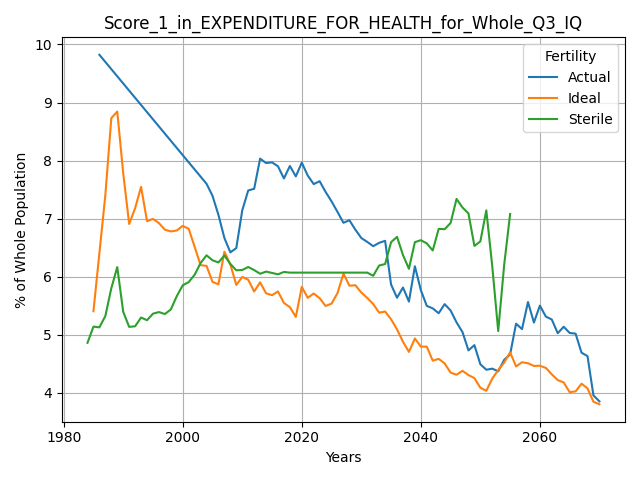 Score_1_in_EXPENDITURE_FOR_HEALTH_for_Whole_Q3_IQ
10
9
8
7
6
5
4
% of Whole Population
Fertility
Actual
Ideal
Sterile
1980
2000
2020
2040
2060
Years